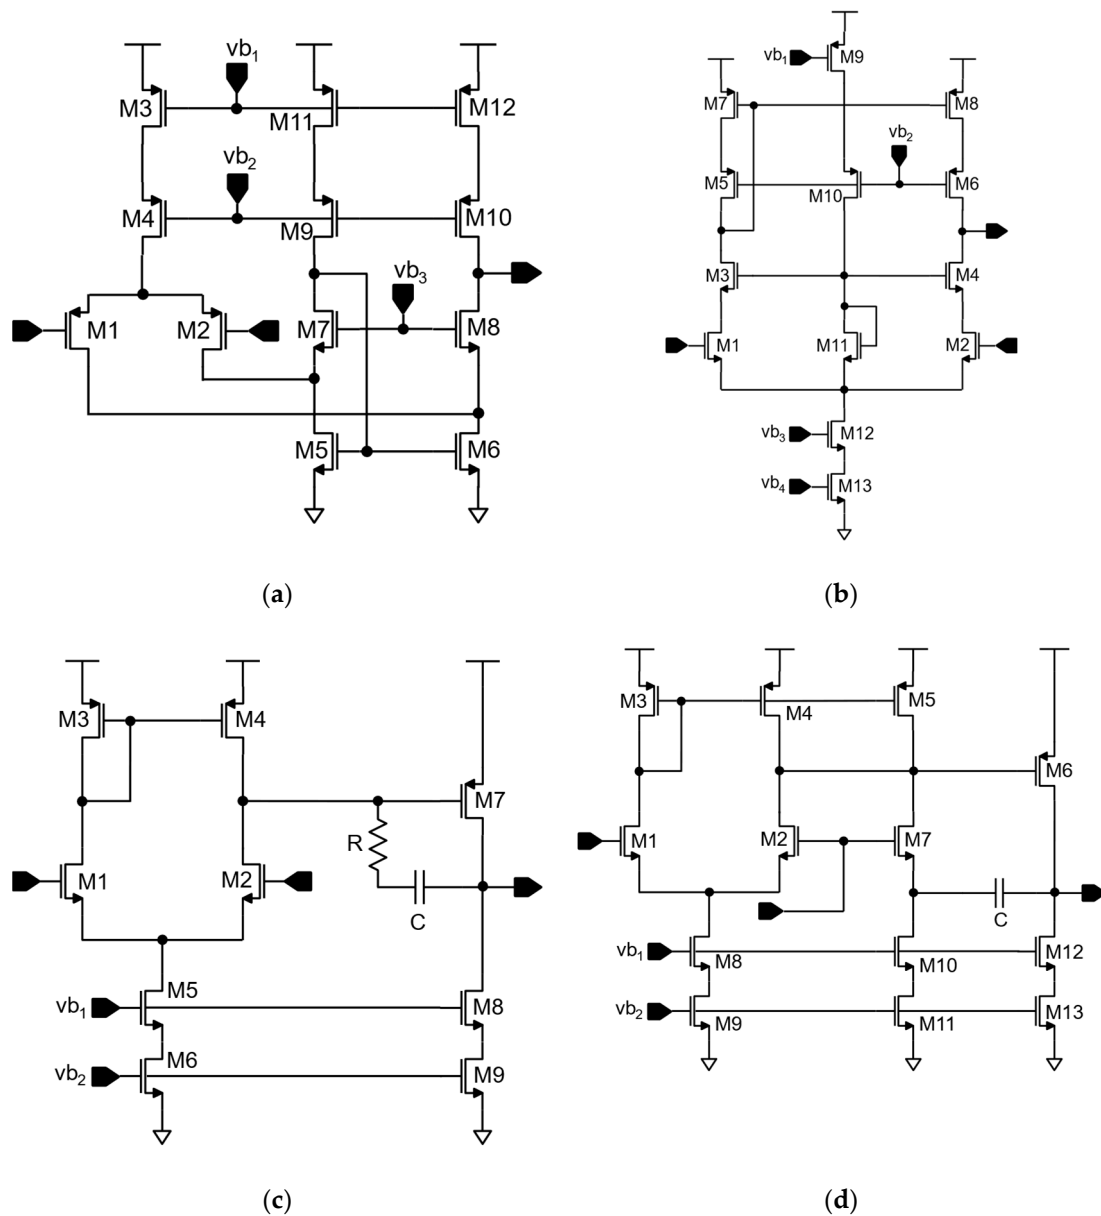 vb1
M3 M11 M12
vb2
M4 M9 M10
vb3
M1 M2 M7 M8
M5 M6
(a)
vb1 M9
M7 M8
vb2
M5 M10 M6
M3 M4
M1 M11 M2
vb3 M12
vb4 M13
(b)
M3 M4
M7
R
M1 M2
C
vb1 M5 M8
vb2 M6 M9
(c)
M3 M4 M5
M6
M1 M2 M7
C
vb1 M8 M10 M12
vb2 M9 M11 M13
(d)